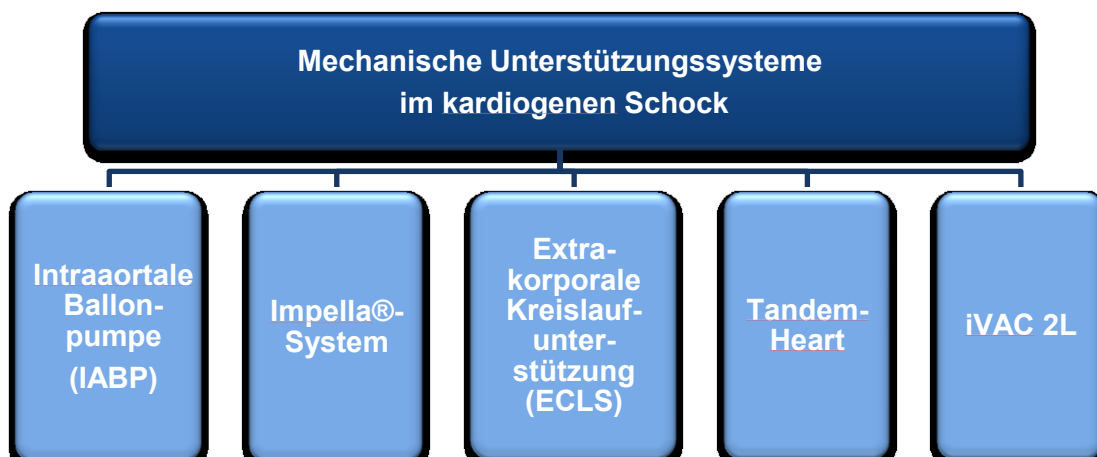 Mechanische Unterstützungssysteme
im kardiogenen Schock
Intraaortale
Ballon-
pumpe
(IABP)
Impella®-
System
Extra-
korporale
Kreislauf-
unter-
stützung
(ECLS)
Tandem-
Heart
iVAC 2L